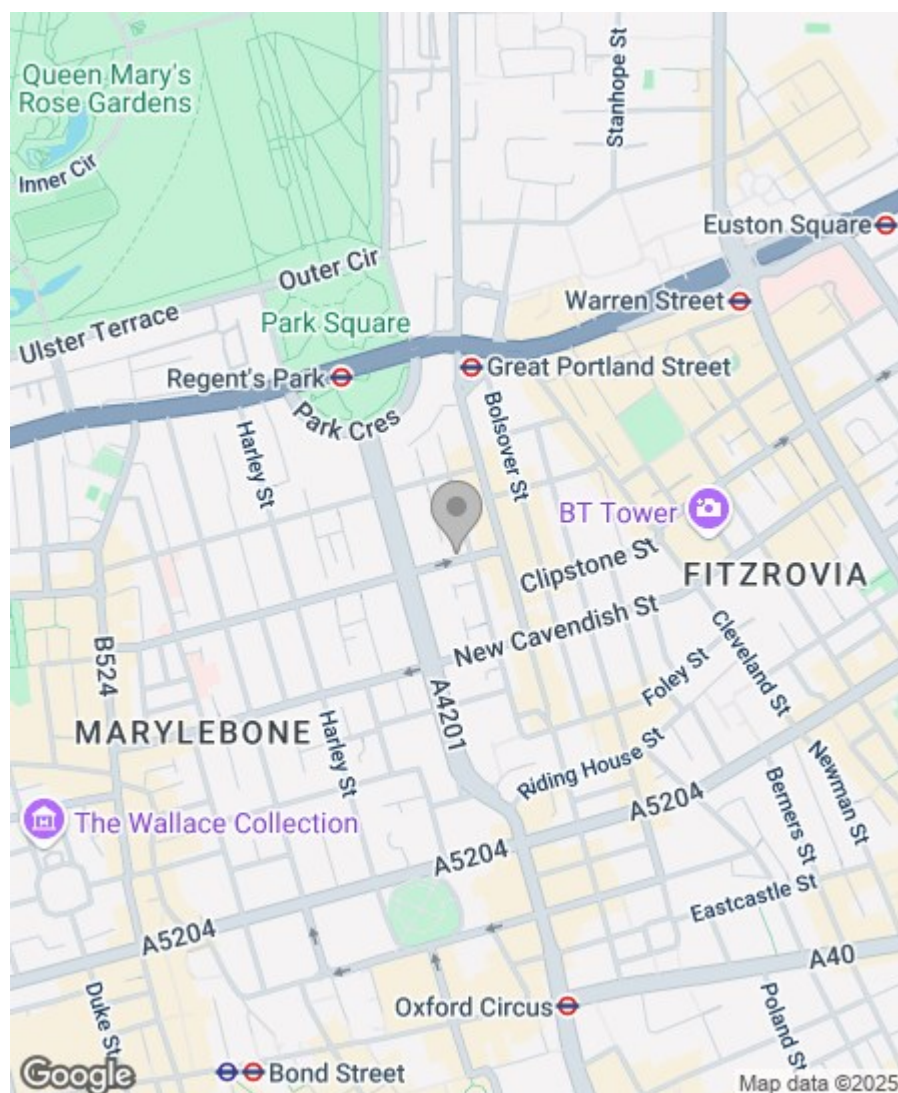 Queen Mary's
Rose Gardens
Stanhope St
Inner Cir
Euston Square
Outer Cir
Warren Street
Ulster Terrace
Park Square
Regent's Park
Great Portland Street
Park Cres
Bolsover St
Harley St
BT Tower
Clipstone St
FITZROVIA
New Cavendish St
B524
Cleveland St
Foley St
A4201
MARYLEBONE
Harley St
Riding House St
Newman St
Berners St
A5204
The Wallace Collection
A5204
Eastcastle St
A5204
A40
Duke St
Oxford Circus
Poland St
Bond Street
Google
Map data ©2025